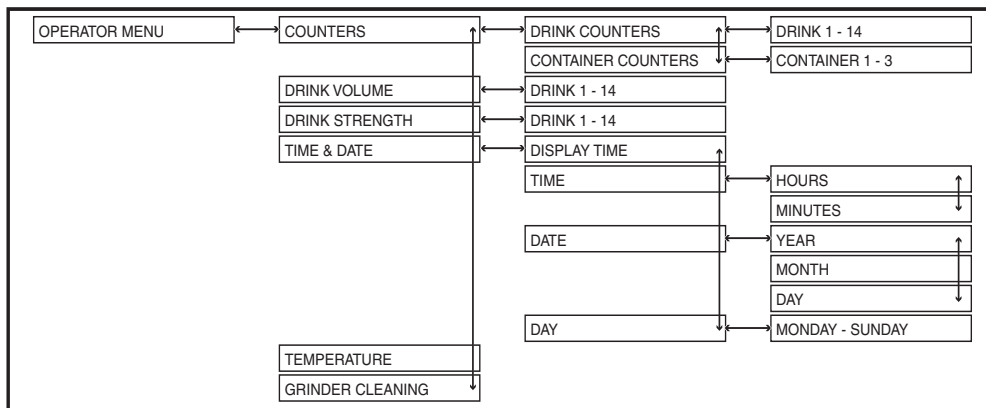 OPERATOR MENU
COUNTERS
DRINK COUNTERS
DRINK 1 - 14
CONTAINER COUNTERS
CONTAINER 1 - 3
DRINK VOLUME
DRINK 1 - 14
DRINK STRENGTH
DRINK 1 - 14
TIME & DATE
DISPLAY TIME
TIME
HOURS
MINUTES
DATE
YEAR
MONTH
DAY
DAY
MONDAY - SUNDAY
TEMPERATURE
GRINDER CLEANING